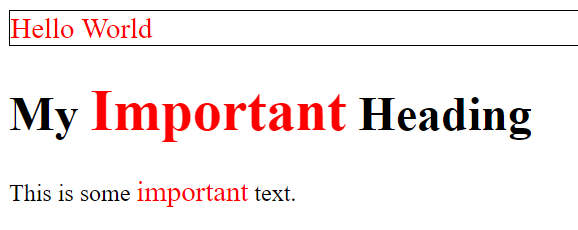 Hello World
My Important Heading
This is some important text.